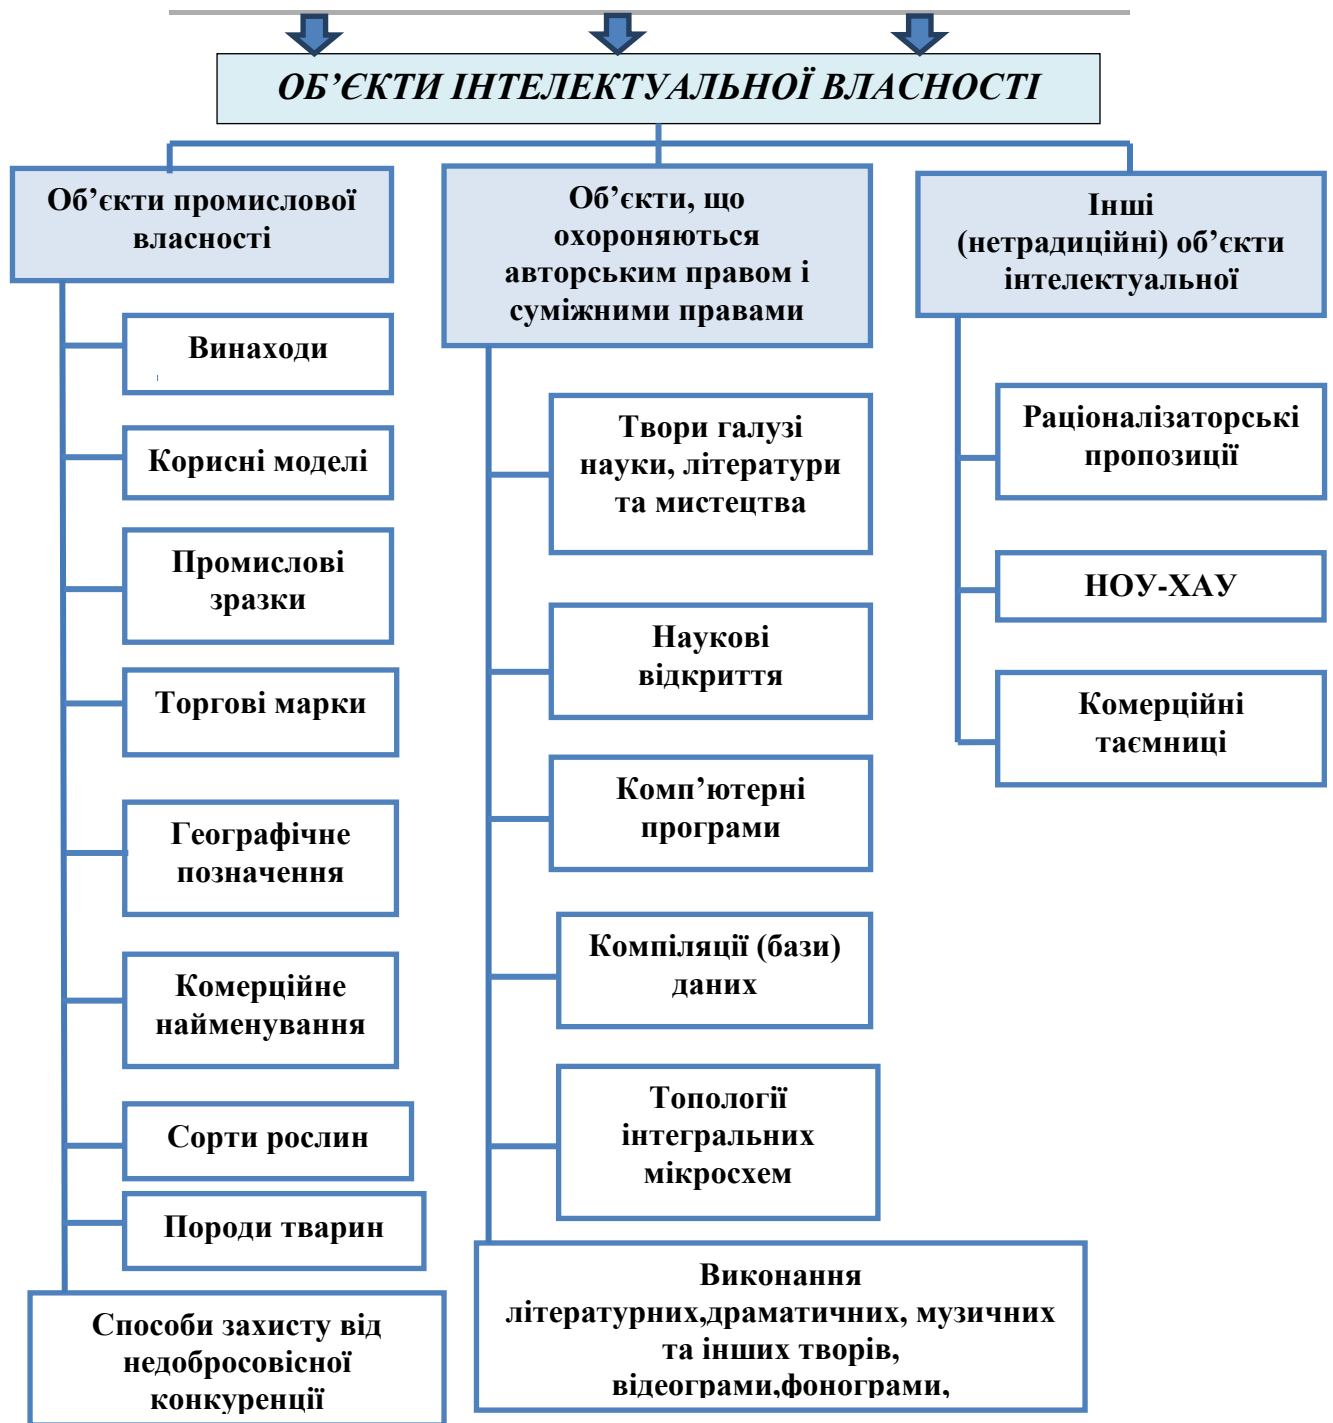 ОБ’ЄКТИ ІНТЕЛЕКТУАЛЬНОЇ ВЛАСНОСТІ
Об’єкти промислової
власності
Винаходи
Корисні моделі
Промислові
зразки
Торгові марки
Географічне
позначення
Комерційне
найменування
Сорти рослин
Породи тварин
Способи захисту від
недобросовісної
конкуренції
Об’єкти, що
охороняються
авторським правом і
суміжними правами
Твори галузі
науки, літератури
та мистецтва
Наукові
відкриття
Комп’ютерні
програми
Компіляції (бази)
даних
Топології
інтегральних
мікросхем
Виконання
літературних,драматичних, музичних
та інших творів,
відеограми,фонограми,
Інші
(нетрадиційні) об’єкти
інтелектуальної
Раціоналізаторські
пропозиції
НОУ-ХАУ
Комерційні
таємниці